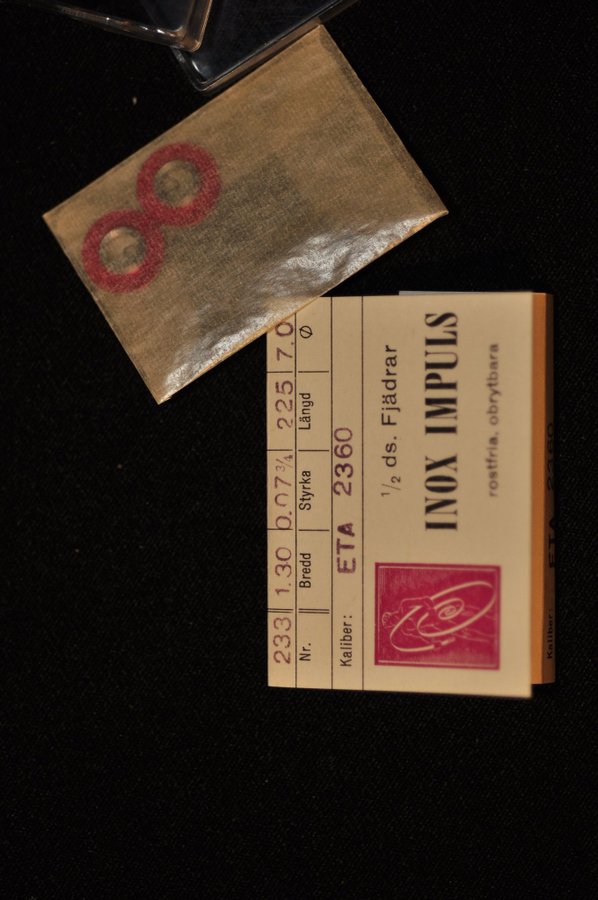 233 1.30 0.07¾ 225 7.0
Nr. Bredd Styrka Längd Ø
Kaliber: ETA 2360
½ ds. Fjädrar
INOX IMPULS
rostfria, obrytbara
Kaliber: ETA 2360